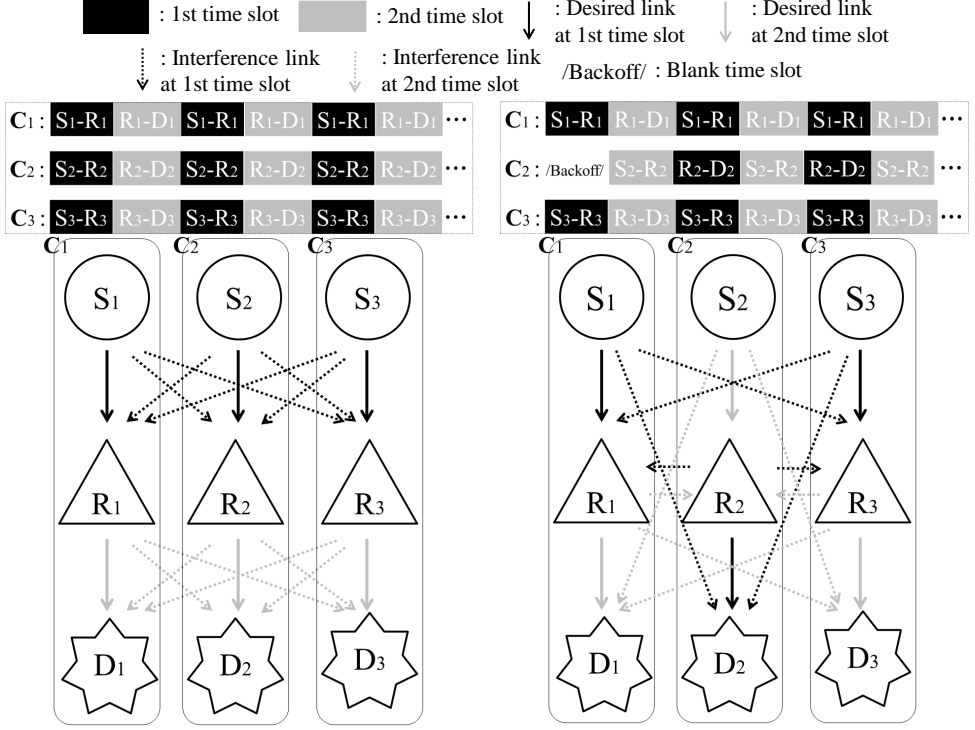 : 1st time slot
: 2nd time slot
: Desired link
at 1st time slot
: Desired link
at 2nd time slot
: Interference link
at 1st time slot
: Interference link
at 2nd time slot
/Backoff/ : Blank time slot
C1 : S1-R1 R1-D1 S1-R1 R1-D1 S1-R1 R1-D1 ...
C2 : S2-R2 R2-D2 S2-R2 R2-D2 S2-R2 R2-D2 ...
C3 : S3-R3 R3-D3 S3-R3 R3-D3 S3-R3 R3-D3 ...
C1 : S1-R1 R1-D1 S1-R1 R1-D1 S1-R1 R1-D1 ...
C2 : /Backoff/ S2-R2 R2-D2 S2-R2 R2-D2 S2-R2 ...
C3 : S3-R3 R3-D3 S3-R3 R3-D3 S3-R3 R3-D3 ...
C1 C2 C3
S1 S2 S3
R1 R2 R3
D1 D2 D3
C1 C2 C3
S1 S2 S3
R1 R2 R3
D1 D2 D3